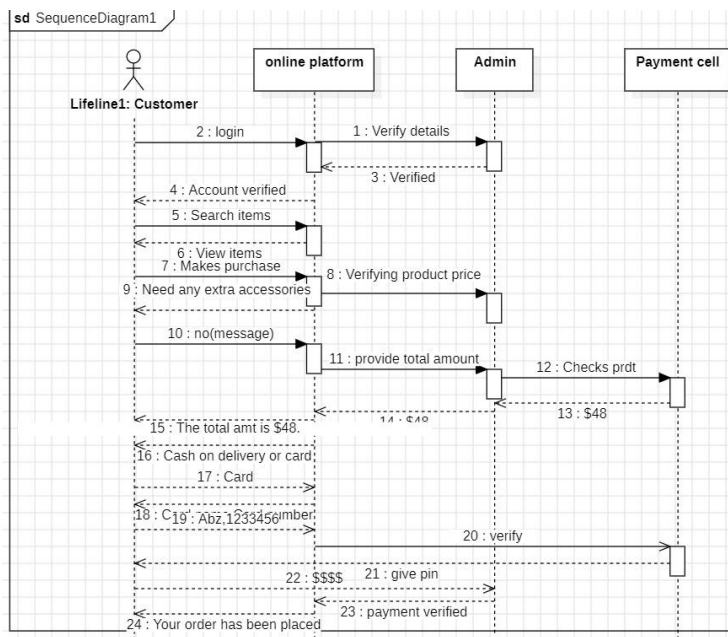 sd SequenceDiagram1
online platform
Admin
Payment cell
Lifeline1: Customer
2 : login
1 : Verify details
3 : Verified
4 : Account verified
5 : Search items
6 : View items
7 : Makes purchase
8 : Verifying product price
9 : Need any extra accessories
10 : no(message)
11 : provide total amount
12 : Checks prdt
13 : $48
14 : $48
15 : The total amt is $48.
16 : Cash on delivery or card
17 : Card
18 :
19 : Abz,1233456
20 : verify
21 : give pin
22 : $$$$
23 : payment verified
24 : Your order has been placed